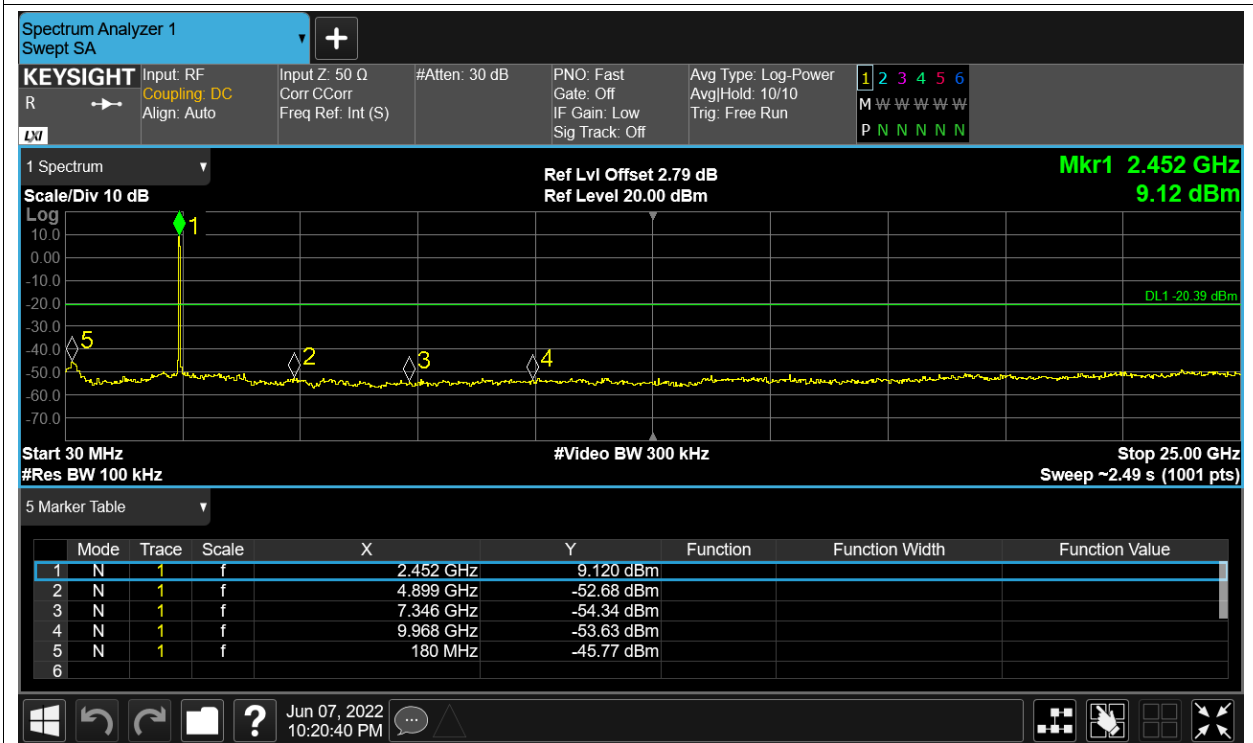 Spectrum Analyzer 1
Swept SA
KEYSIGHT
R
LXI
Input: RF
Coupling: DC
Align: Auto
Input Z: 50 Ω
Corr CCorr
Freq Ref: Int (S)
#Atten: 30 dB
PNO: Fast
Gate: Off
IF Gain: Low
Sig Track: Off
Avg Type: Log-Power
Avg|Hold: 10/10
Trig: Free Run
1 2 3 4 5 6
M W W W W W
P N N N N N
1 Spectrum
Scale/Div 10 dB
Ref Lvl Offset 2.79 dB
Ref Level 20.00 dBm
Mkr1 2.452 GHz
9.12 dBm
Log
10.0
0.00
-10.0
-20.0
-30.0
-40.0
-50.0
-60.0
-70.0
1
DL1 -20.39 dBm
5
2
3
4
Start 30 MHz
#Video BW 300 kHz
Stop 25.00 GHz
#Res BW 100 kHz
Sweep ~2.49 s (1001 pts)
5 Marker Table
Mode Trace Scale X Y Function Function Width Function Value
1 N 1 f 2.452 GHz 9.120 dBm
2 N 1 f 4.899 GHz -52.68 dBm
3 N 1 f 7.346 GHz -54.34 dBm
4 N 1 f 9.968 GHz -53.63 dBm
5 N 1 f 180 MHz -45.77 dBm
6
?
Jun 07, 2022
10:20:40 PM